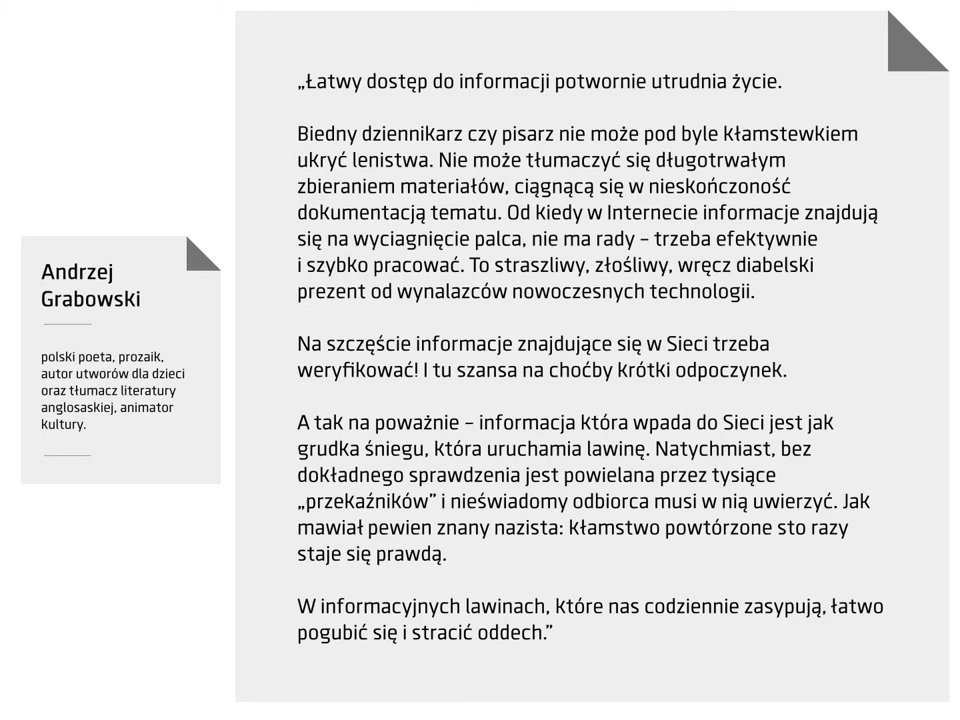 Andrzej
Grabowski
polski poeta, prozaik,
autor utworów dla dzieci
oraz tłumacz literatury
anglosaskiej, animator
kultury.
„Łatwy dostęp do informacji potwornie utrudnia życie.
Biedny dziennikarz czy pisarz nie może pod byle kłamstewkiem
ukryć lenistwa. Nie może tłumaczyć się długotrwałym
zbieraniem materiałów, ciągnącą się w nieskończoność
dokumentacją tematu. Od kiedy w Internecie informacje znajdują
się na wyciagnięcie palca, nie ma rady – trzeba efektywnie
i szybko pracować. To straszliwy, złośliwy, wręcz diabelski
prezent od wynalazców nowoczesnych technologii.
Na szczęście informacje znajdujące się w Sieci trzeba
weryfikować! I tu szansa na choćby krótki odpoczynek.
A tak na poważnie – informacja która wpada do Sieci jest jak
grudka śniegu, która uruchamia lawinę. Natychmiast, bez
dokładnego sprawdzenia jest powielana przez tysiące
„przekaźników” i nieświadomy odbiorca musi w nią uwierzyć. Jak
mawiał pewien znany nazista: kłamstwo powtórzone sto razy
staje się prawdą.
W informacyjnych lawinach, które nas codziennie zasypują, łatwo
pogubić się i stracić oddech.”